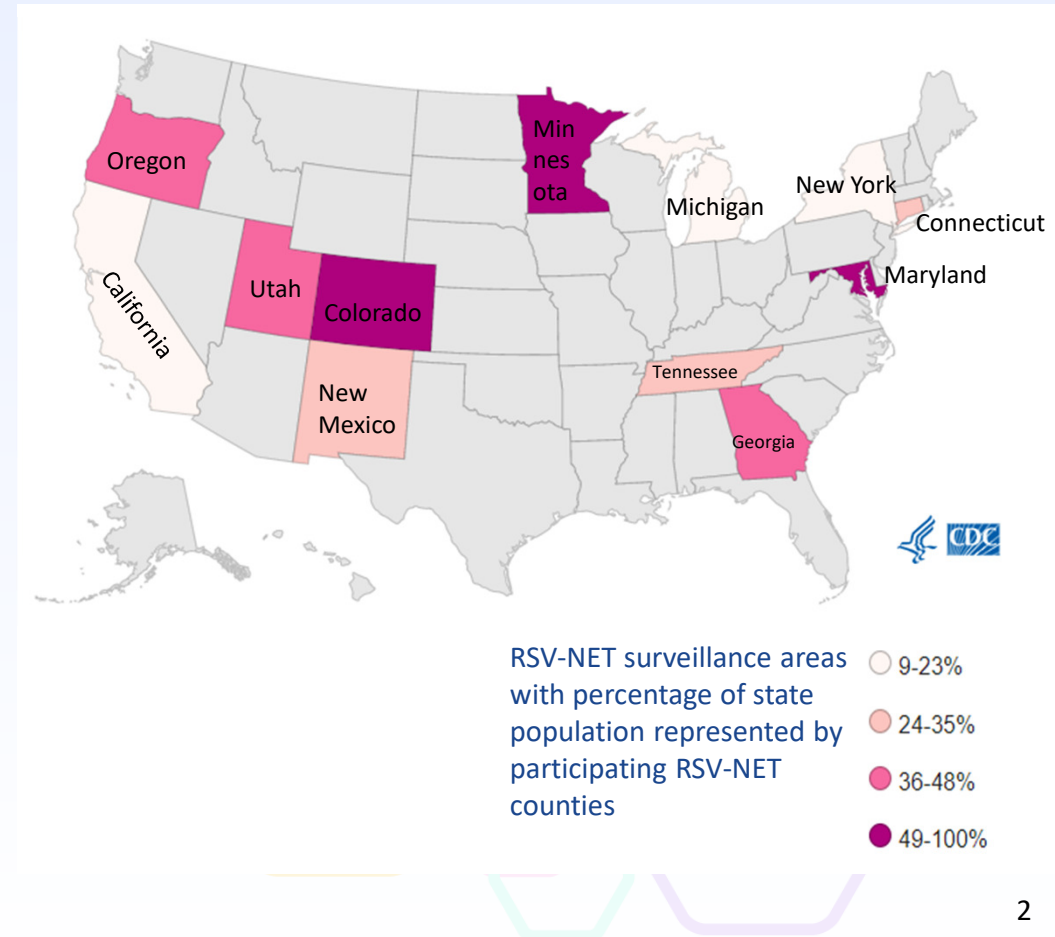 Oregon
Min
nes
ota
New York
Michigan
Connecticut
Maryland
Utah
Colorado
California
Tennessee
New
Mexico
Georgia
CDC
RSV-NET surveillance areas
with percentage of state
population represented by
participating RSV-NET
counties
9-23%
24-35%
36-48%
49-100%
2